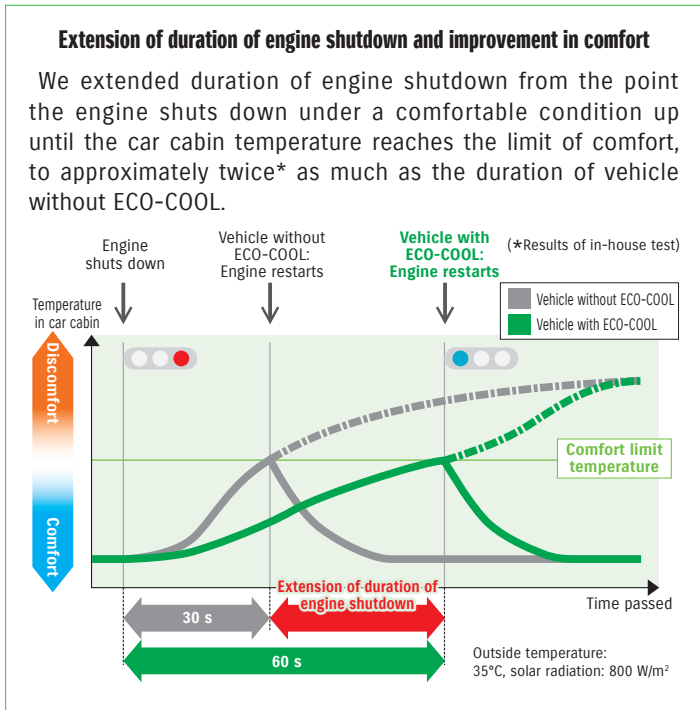 Extension of duration of engine shutdown and improvement in comfort
We extended duration of engine shutdown from the point
the engine shuts down under a comfortable condition up
until the car cabin temperature reaches the limit of comfort,
to approximately twice* as much as the duration of vehicle
without ECO-COOL.
Engine
shuts down
Vehicle without
ECO-COOL:
Engine restarts
Vehicle with
ECO-COOL:
Engine restarts
(*Results of in-house test)
Vehicle without ECO-COOL
Vehicle with ECO-COOL
Temperature
in car cabin
Discomfort
Comfort
Comfort limit
temperature
Time passed
30 s
Extension of duration of
engine shutdown
60 s
Outside temperature:
35°C, solar radiation: 800 W/m²